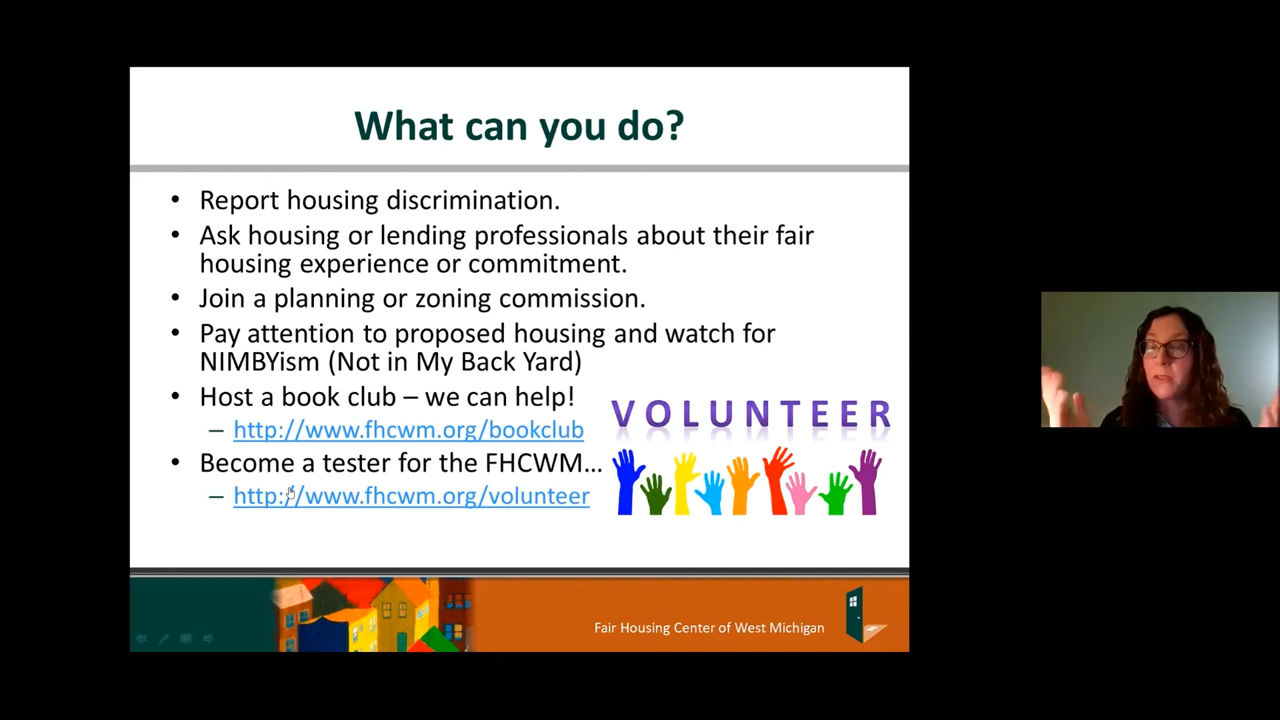 What can you do?
• Report housing discrimination.
• Ask housing or lending professionals about their fair
housing experience or commitment.
• Join a planning or zoning commission.
• Pay attention to proposed housing and watch for
NIMBYism (Not in My Back Yard)
• Host a book club – we can help!
– http://www.fhcwm.org/bookclub
VOLUNTEER
• Become a tester for the FHCWM…
– http://www.fhcwm.org/volunteer
Fair Housing Center of West Michigan